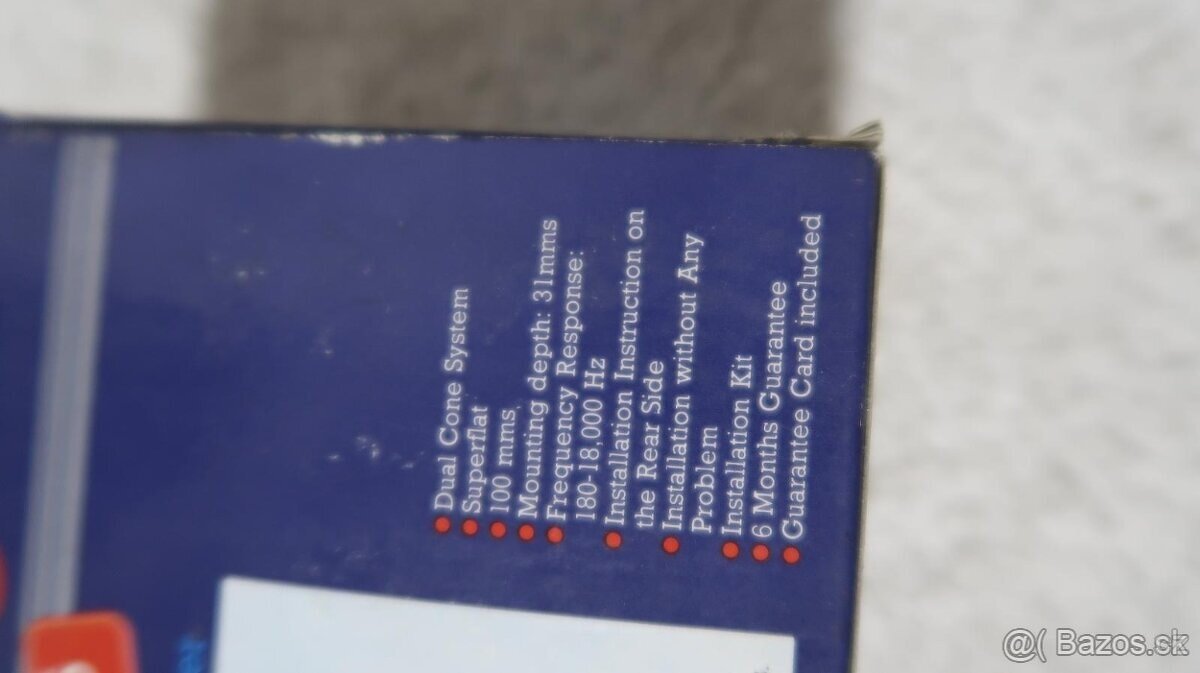 Dual Cone System
Superflat
100 mms
Mounting depth: 31mms
Frequency Response:
180-18.000 Hz
Installation Instruction on
the Rear Side
Installation without Any
Problem
Installation Kit
6 Months Guarantee
Guarantee Card included
@( Bazos.sk